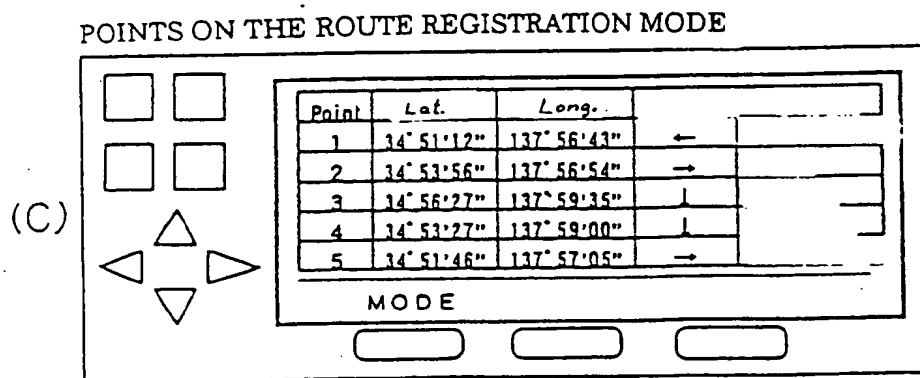 POINTS ON THE ROUTE REGISTRATION MODE
(C)
Point Lat. Long.
1 34° 51'12" 137° 56'43" ←
2 34° 53'56" 137° 56'54" →
3 34° 56'27" 137° 59'35" ⊥
4 34° 53'27" 137° 59'00" ⊥
5 34° 51'46" 137° 57'05" →
MODE